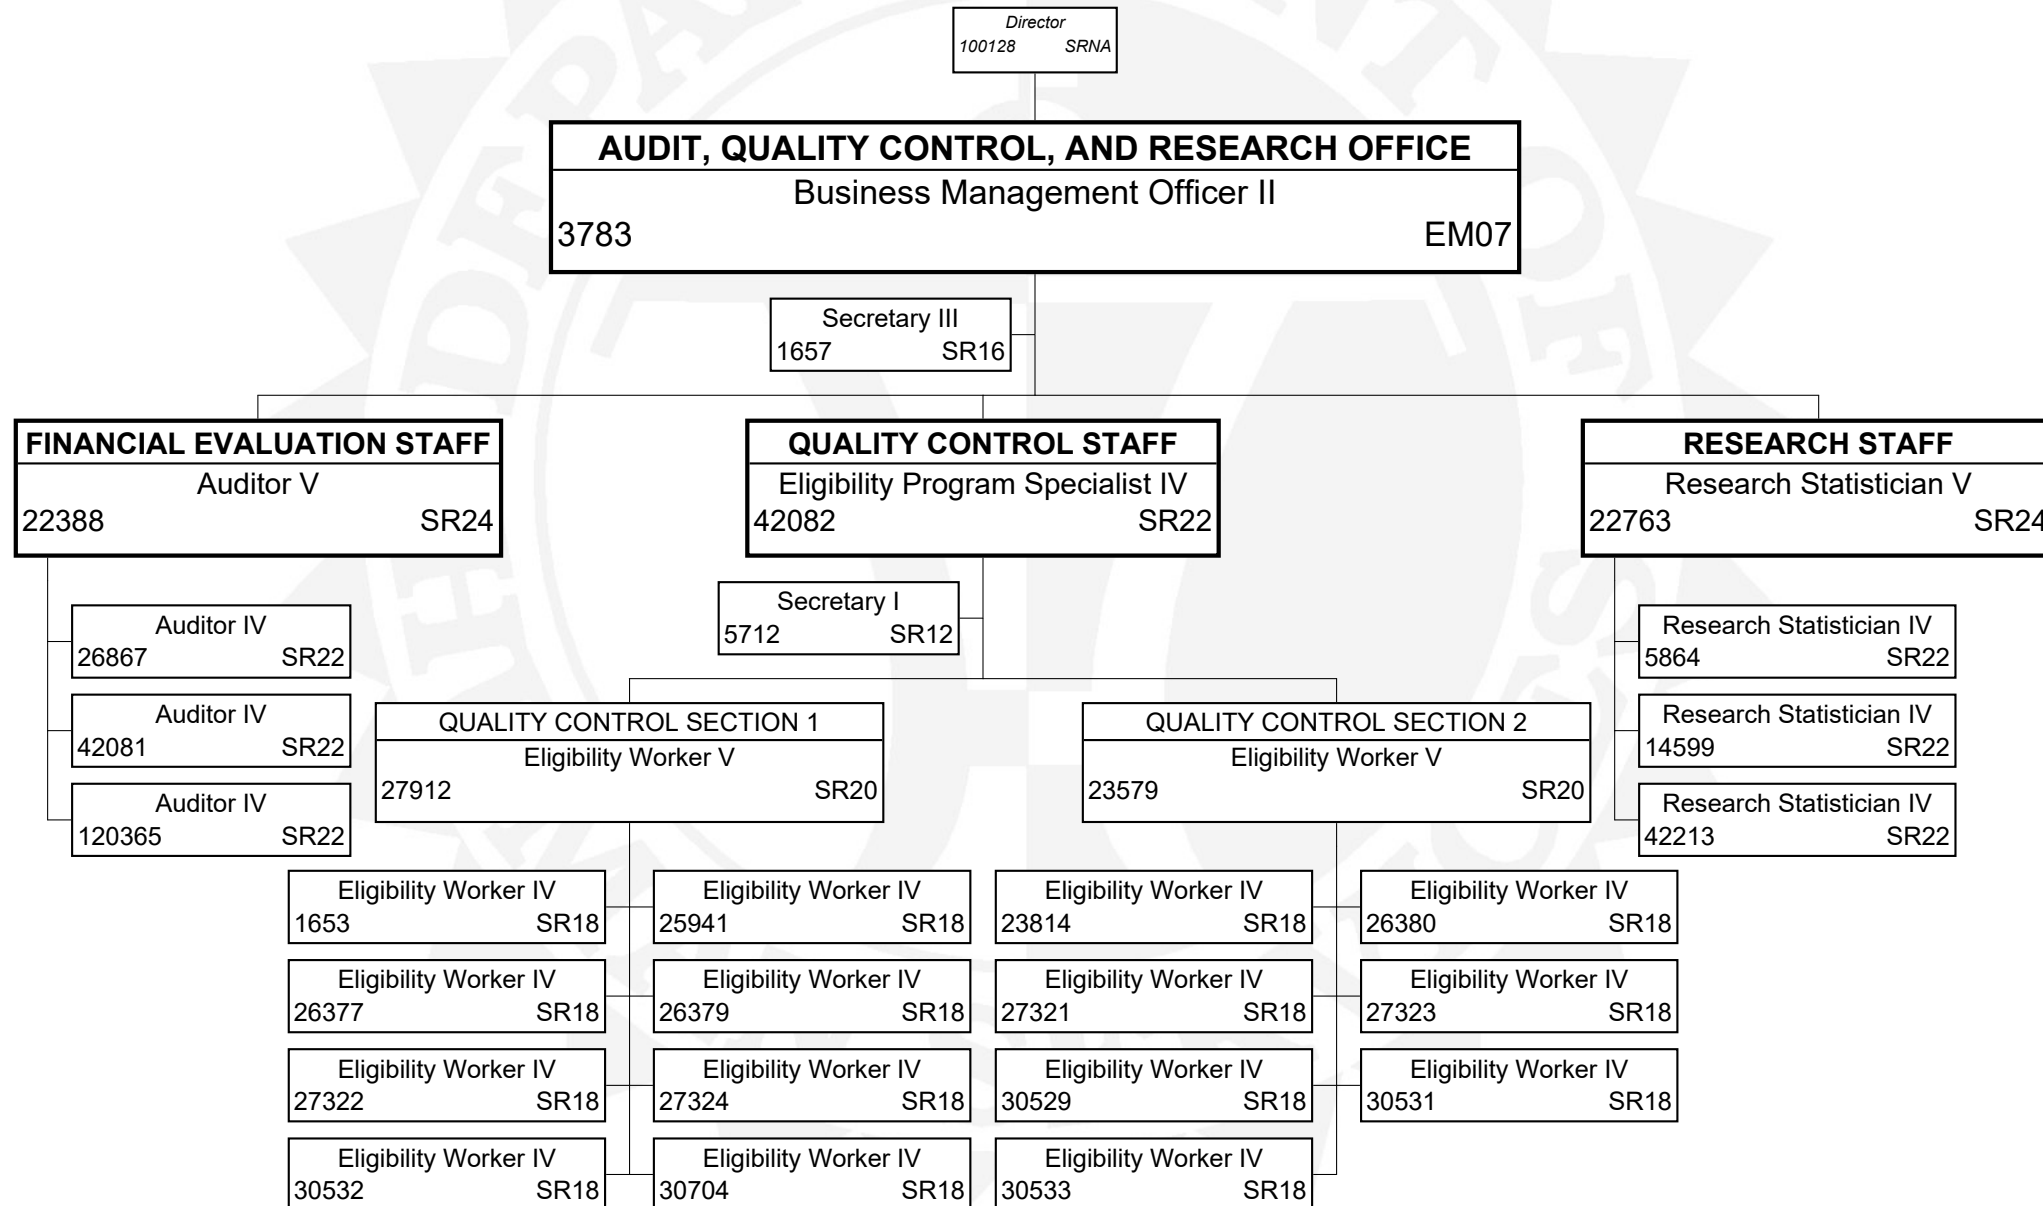 Director
100128 SRNA
AUDIT, QUALITY CONTROL, AND RESEARCH OFFICE
Business Management Officer II
3783 EM07
Secretary III
1657 SR16
FINANCIAL EVALUATION STAFF
Auditor V
22388 SR24
QUALITY CONTROL STAFF
Eligibility Program Specialist IV
42082 SR22
RESEARCH STAFF
Research Statistician V
22763 SR24
Secretary I
5712 SR12
Auditor IV
26867 SR22
Auditor IV
42081 SR22
Auditor IV
120365 SR22
QUALITY CONTROL SECTION 1
Eligibility Worker V
27912 SR20
QUALITY CONTROL SECTION 2
Eligibility Worker V
23579 SR20
Research Statistician IV
5864 SR22
Research Statistician IV
14599 SR22
Research Statistician IV
42213 SR22
Eligibility Worker IV
1653 SR18
Eligibility Worker IV
25941 SR18
Eligibility Worker IV
23814 SR18
Eligibility Worker IV
26380 SR18
Eligibility Worker IV
26377 SR18
Eligibility Worker IV
26379 SR18
Eligibility Worker IV
27321 SR18
Eligibility Worker IV
27323 SR18
Eligibility Worker IV
27322 SR18
Eligibility Worker IV
27324 SR18
Eligibility Worker IV
30529 SR18
Eligibility Worker IV
30531 SR18
Eligibility Worker IV
30532 SR18
Eligibility Worker IV
30704 SR18
Eligibility Worker IV
30533 SR18